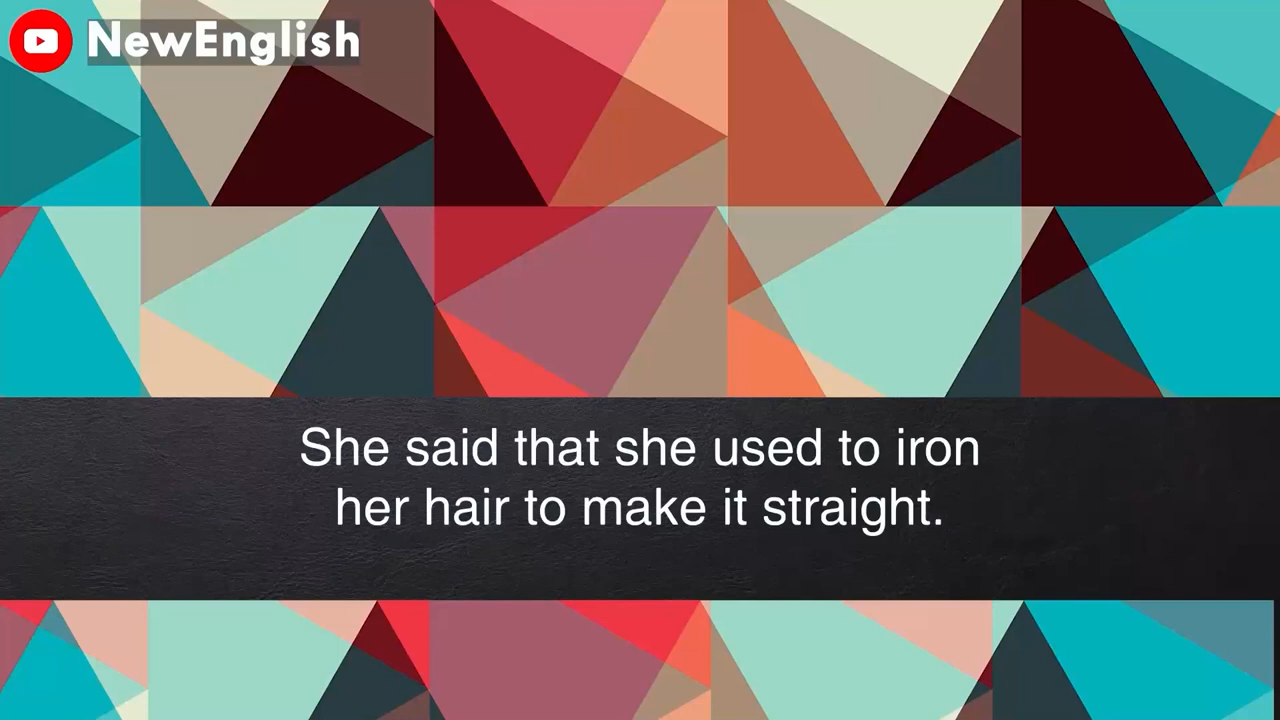 NewEnglish
She said that she used to iron
her hair to make it straight.